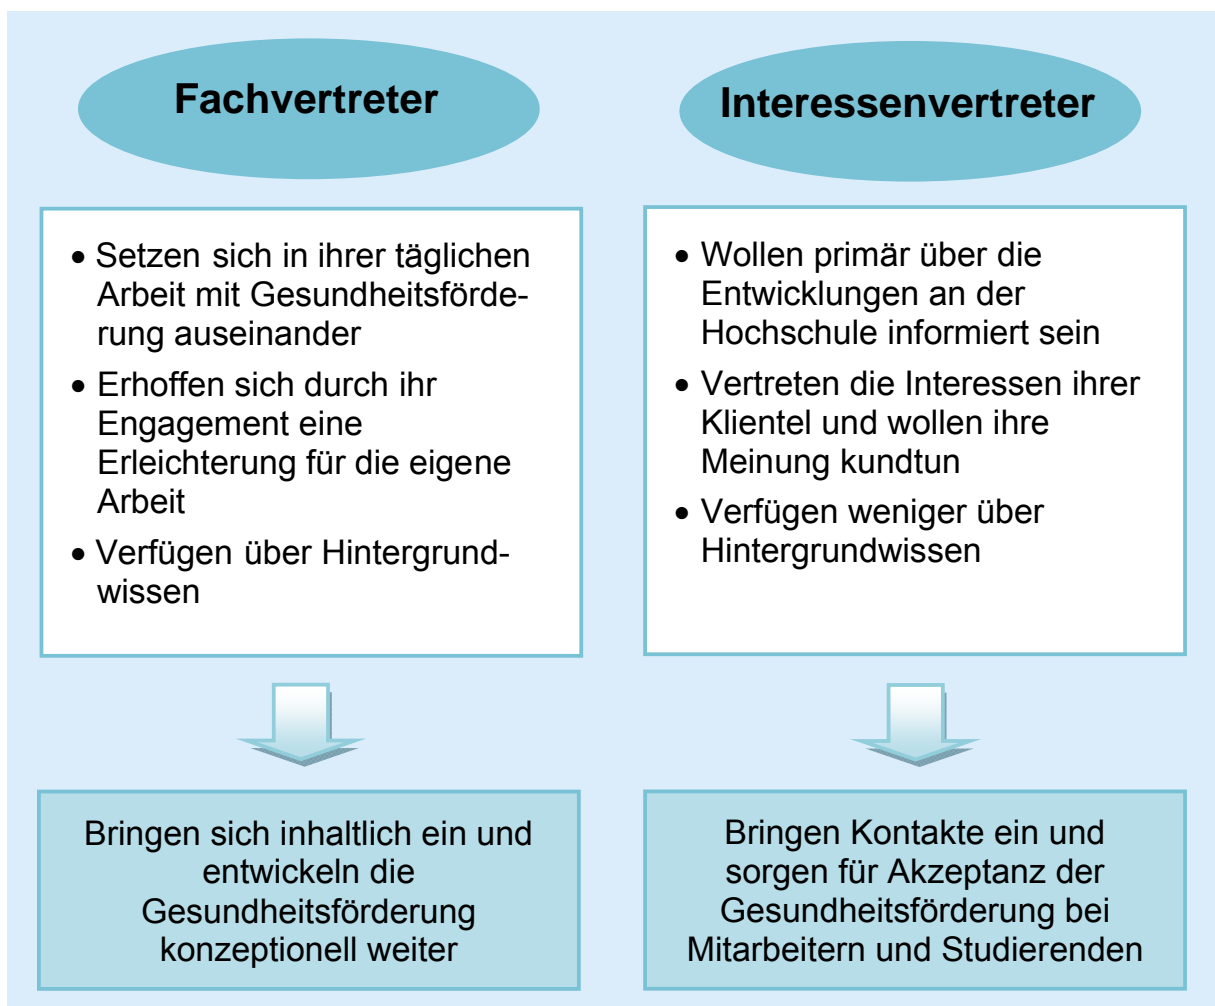 Fachvertreter
• Setzen sich in ihrer täglichen
Arbeit mit Gesundheitsförde-
rung auseinander
• Erhoffen sich durch ihr
Engagement eine
Erleichterung für die eigene
Arbeit
• Verfügen über Hintergrund-
wissen
Bringen sich inhaltlich ein und
entwickeln die
Gesundheitsförderung
konzeptionell weiter
Interessenvertreter
• Wollen primär über die
Entwicklungen an der
Hochschule informiert sein
• Vertreten die Interessen ihrer
Klientel und wollen ihre
Meinung kundtun
• Verfügen weniger über
Hintergrundwissen
Bringen Kontakte ein und
sorgen für Akzeptanz der
Gesundheitsförderung bei
Mitarbeitern und Studierenden